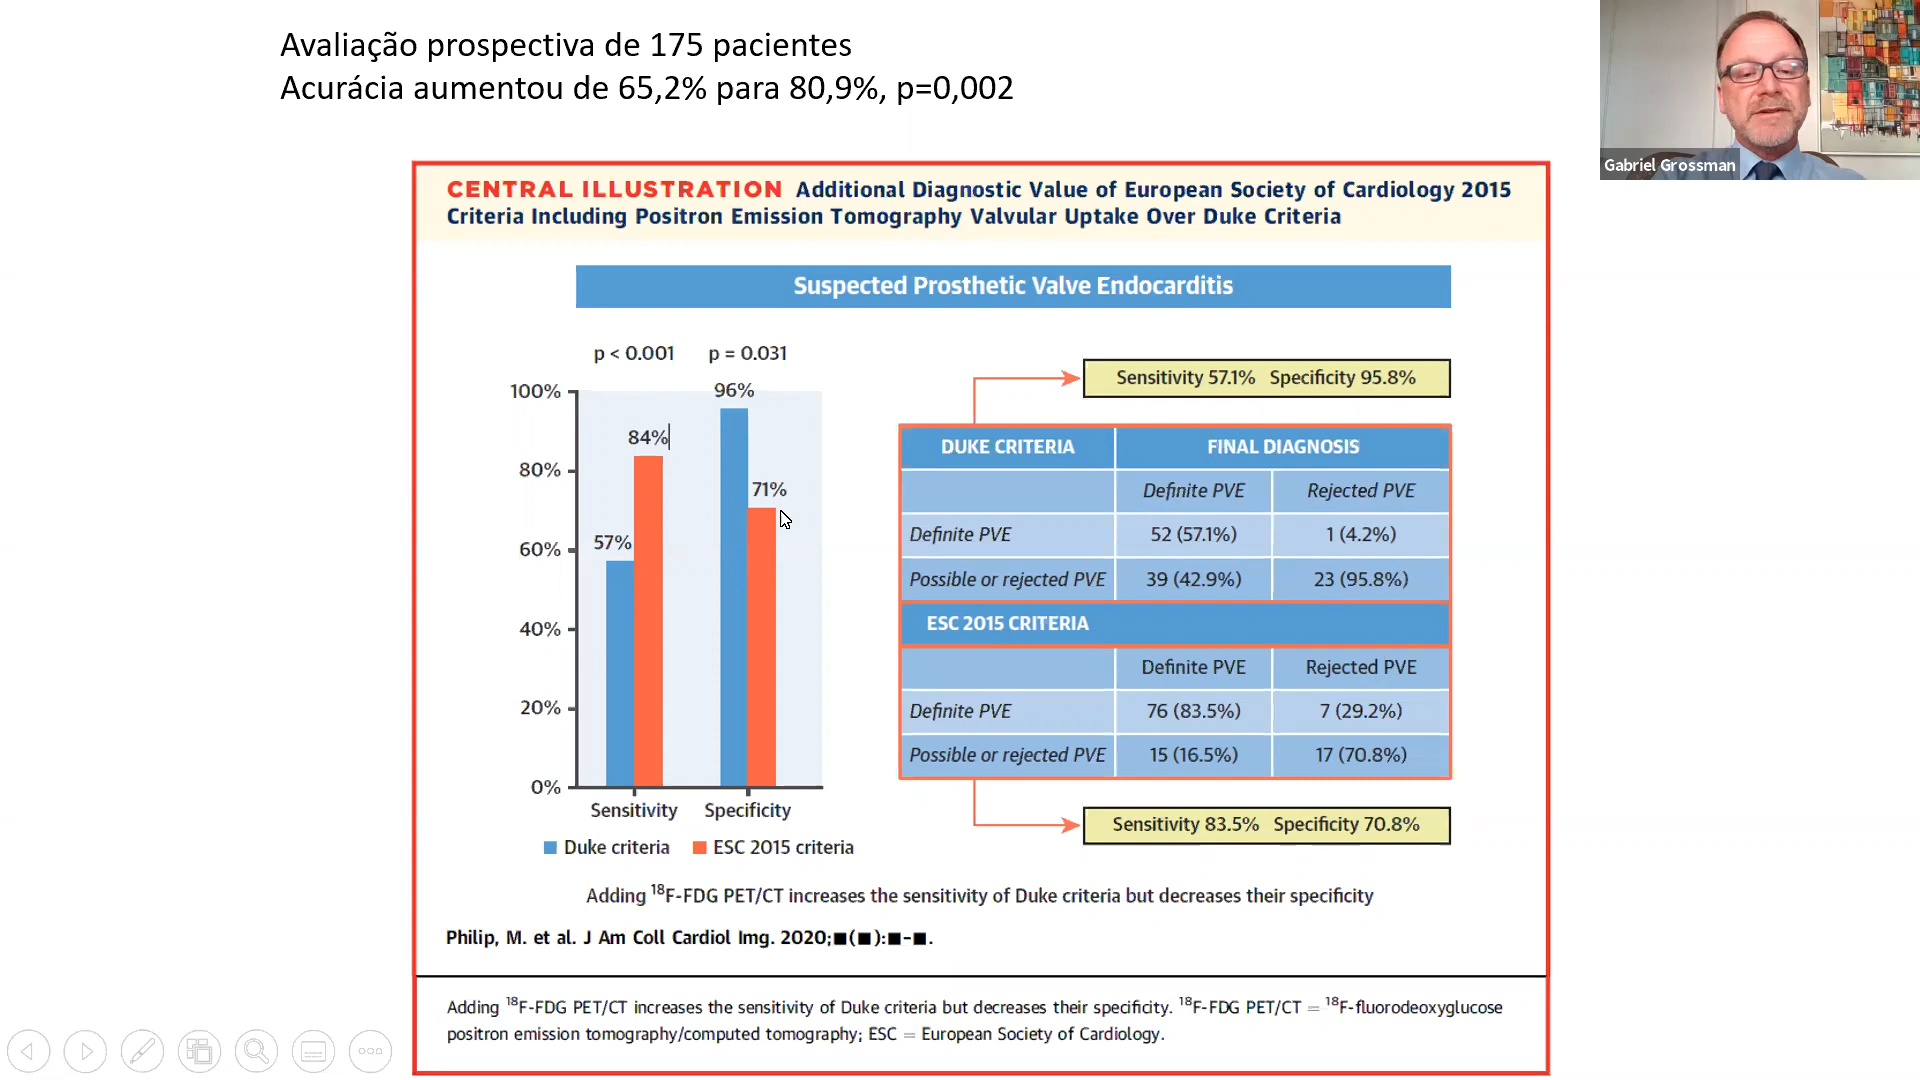 Avaliação prospectiva de 175 pacientes
Acurácia aumentou de 65,2% para 80,9%, p=0,002
Gabriel Grossman
CENTRAL ILLUSTRATION Additional Diagnostic Value of European Society of Cardiology 2015
Criteria Including Positron Emission Tomography Valvular Uptake Over Duke Criteria
Suspected Prosthetic Valve Endocarditis
p < 0.001 p = 0.031
100%
80%
60%
40%
20%
0%
57%
84%
96%
71%
Sensitivity Specificity
Duke criteria ESC 2015 criteria
Sensitivity 57.1% Specificity 95.8%
DUKE CRITERIA FINAL DIAGNOSIS
Definite PVE Rejected PVE
Definite PVE 52 (57.1%) 1 (4.2%)
Possible or rejected PVE 39 (42.9%) 23 (95.8%)
ESC 2015 CRITERIA
Definite PVE Rejected PVE
Definite PVE 76 (83.5%) 7 (29.2%)
Possible or rejected PVE 15 (16.5%) 17 (70.8%)
Sensitivity 83.5% Specificity 70.8%
Adding ¹⁸F-FDG PET/CT increases the sensitivity of Duke criteria but decreases their specificity
Philip, M. et al. J Am Coll Cardiol Img. 2020;■(■):■-■.
Adding ¹⁸F-FDG PET/CT increases the sensitivity of Duke criteria but decreases their specificity. ¹⁸F-FDG PET/CT = ¹⁸F-fluorodeoxyglucose
positron emission tomography/computed tomography; ESC = European Society of Cardiology.